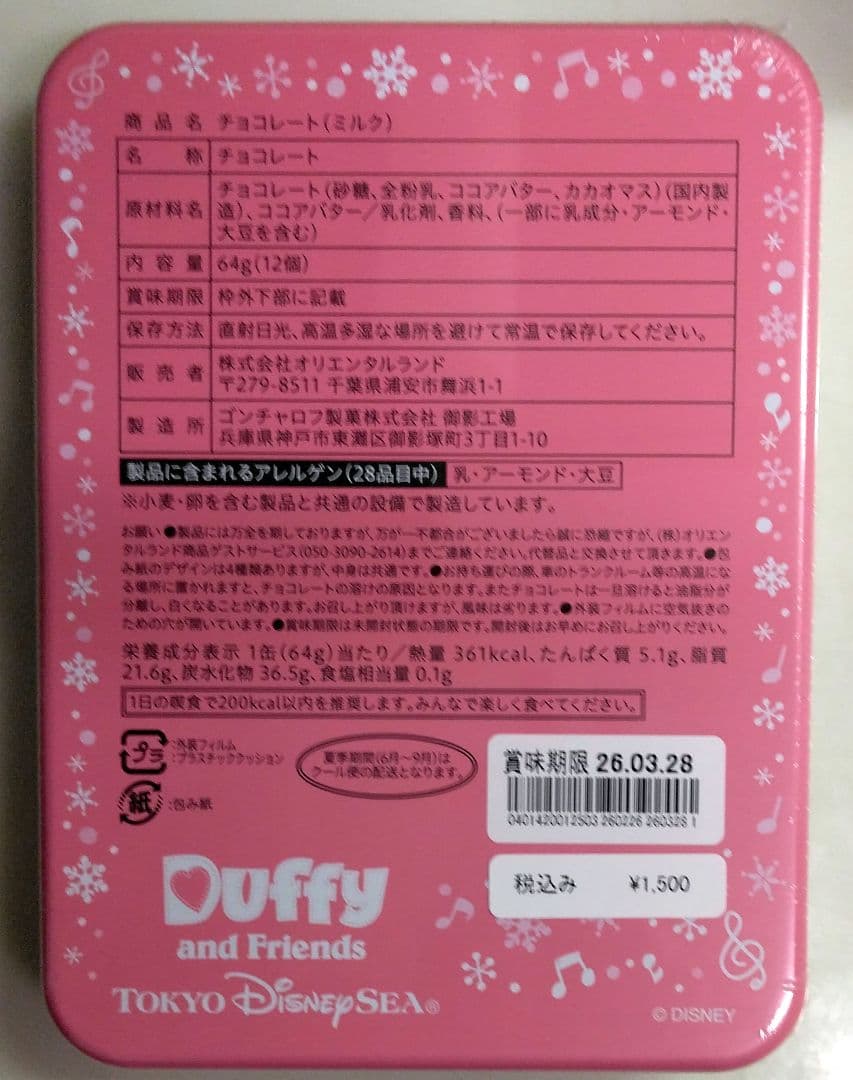 商品名 チョコレート(ミルク)
名称 チョコレート
原材料名 チョコレート(砂糖、全粉乳、ココアバター、カカオマス)(国内製
造)、ココアバター/乳化剤、香料、(一部に乳成分・アーモンド・
大豆を含む)
内容量 64g(12個)
賞味期限 枠外下部に記載
保存方法 直射日光、高温多湿な場所を避けて常温で保存してください。
販売者 株式会社オリエンタルランド
〒279-8511 千葉県浦安市舞浜1-1
製造所 ゴンチャロフ製菓株式会社 御影工場
兵庫県神戸市東灘区御影塚町3丁目1-10
製品に含まれるアレルゲン(28品目中) 乳・アーモンド・大豆
※小麦・卵を含む製品と共通の設備で製造しています。
お願い ●製品には万全を期しておりますが、万が一不都合がございましたら誠に恐縮ですが、(株)オリエン
タルランド商品ゲストサービス(050-3090-2614)までご連絡ください。代替品と交換させて頂きます。●包
み紙のデザインは4種類ありますが、中身は共通です。●お持ち運びの際、車のトランクルーム等の高温にな
る場所に置かれますと、チョコレートの溶けの原因となります。またチョコレートは一旦溶けると油脂分が
分離し、白くなることがあります。お召し上がり頂けますが、風味は劣ります。●外装フィルムに空気抜きの
ための穴が開いています。●賞味期限は未開封状態の期限です。開封後はお早めにお召し上がりください。
栄養成分表示 1缶(64g)当たり/熱量 361kcal、たんぱく質 5.1g、脂質
21.6g、炭水化物 36.5g、食塩相当量 0.1g
1日の喫食で200kcal以内を推奨します。みんなで楽しく食べてください。
プラ :外装フィルム
:プラスチッククッション
紙 :包み紙
夏季期間(6月〜9月)は
クール便の配送となります。
賞味期限 26.03.28
0401420012503 260226 260328 1
税込み ¥1,500
Duffy
and Friends
TOKYO DISNEYSEA®
© DISNEY